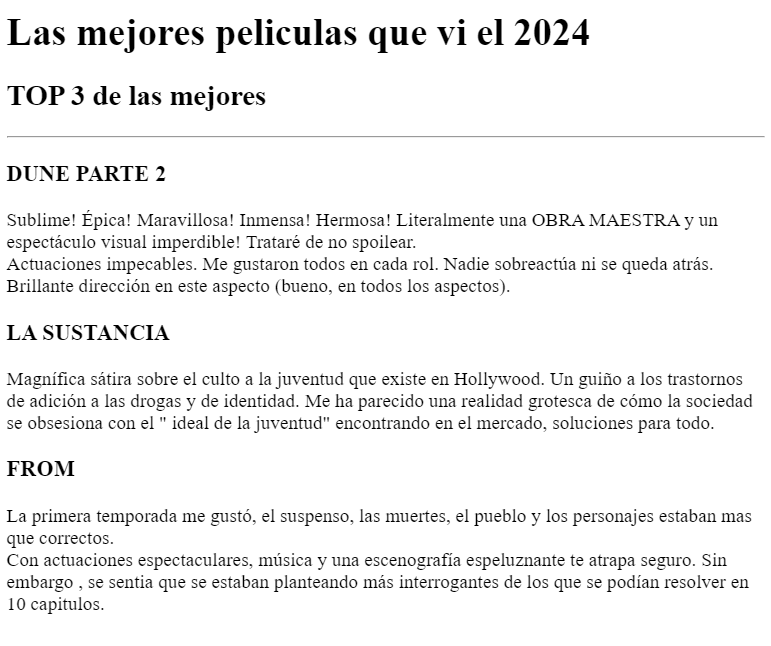 Las mejores peliculas que vi el 2024
TOP 3 de las mejores
DUNE PARTE 2
Sublime! Épica! Maravillosa! Inmensa! Hermosa! Literalmente una OBRA MAESTRA y un
espectáculo visual imperdible! Trataré de no spoilear.
Actuaciones impecables. Me gustaron todos en cada rol. Nadie sobreactúa ni se queda atrás.
Brillante dirección en este aspecto (bueno, en todos los aspectos).
LA SUSTANCIA
Magnífica sátira sobre el culto a la juventud que existe en Hollywood. Un guiño a los trastornos
de adición a las drogas y de identidad. Me ha parecido una realidad grotesca de cómo la sociedad
se obsesiona con el " ideal de la juventud" encontrando en el mercado, soluciones para todo.
FROM
La primera temporada me gustó, el suspenso, las muertes, el pueblo y los personajes estaban mas
que correctos.
Con actuaciones espectaculares, música y una escenografía espeluznante te atrapa seguro. Sin
embargo , se sentia que se estaban planteando más interrogantes de los que se podían resolver en
10 capitulos.